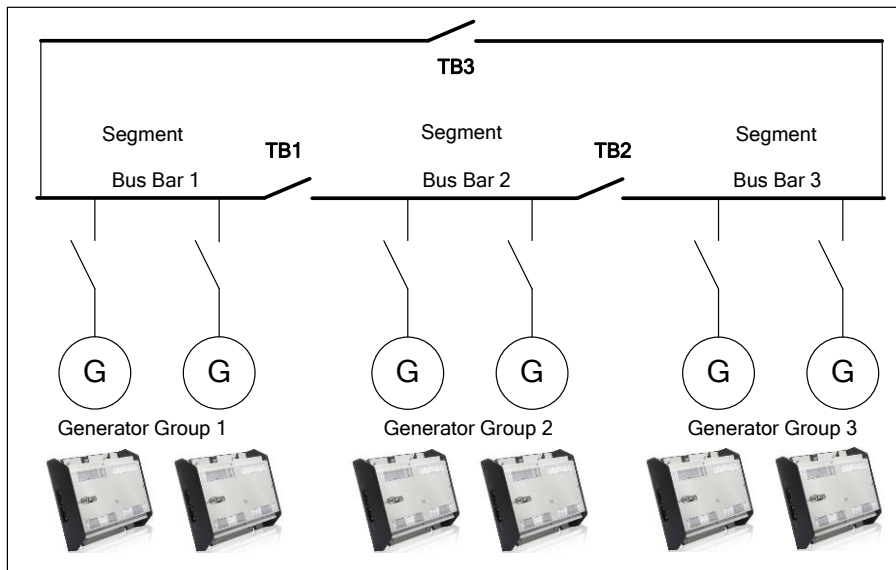 TB3
Segment
Segment
Segment
TB1
TB2
Bus Bar 1
Bus Bar 2
Bus Bar 3
G
G
G
G
G
G
Generator Group 1
Generator Group 2
Generator Group 3